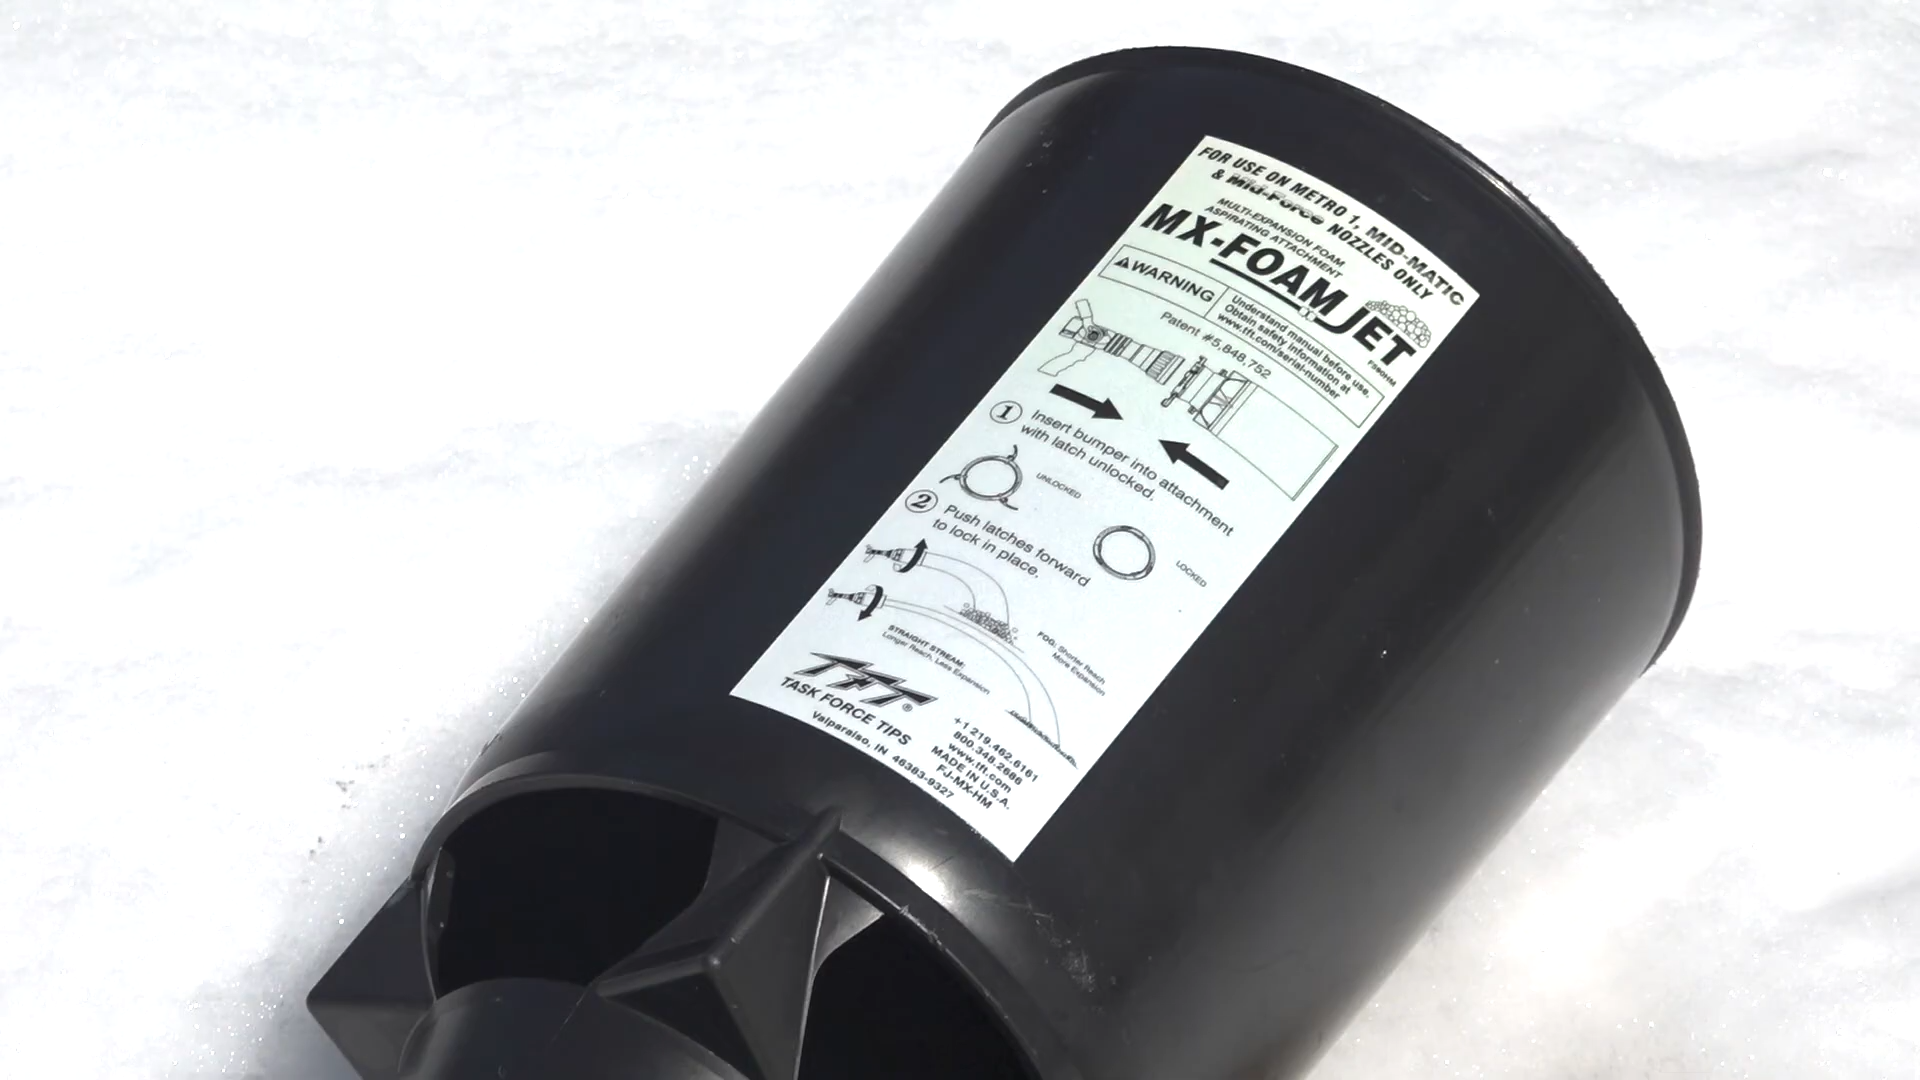 FOR USE ON METRO 1, MID-MATIC
& Mid-Force NOZZLES ONLY
MULTI-EXPANSION FOAM
ASPIRATING ATTACHMENT
MX-FOAM JET
FS90HM
WARNING
Understand manual before use.
Obtain safety information at
www.tft.com/serial-number
Patent #5,848,752
1 Insert bumper into attachment
with latch unlocked.
UNLOCKED
2 Push latches forward
to lock in place.
LOCKED
FOG: Shorter Reach
More Expansion
STRAIGHT STREAM:
Longer Reach, Less Expansion
TFT®
TASK FORCE TIPS
Valparaiso, IN 46383-9327
+1 219.462.6161
800.348.2686
www.tft.com
MADE IN U.S.A.
FJ-MX-HM